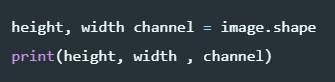 height, width channel = image.shape
print(height, width , channel)